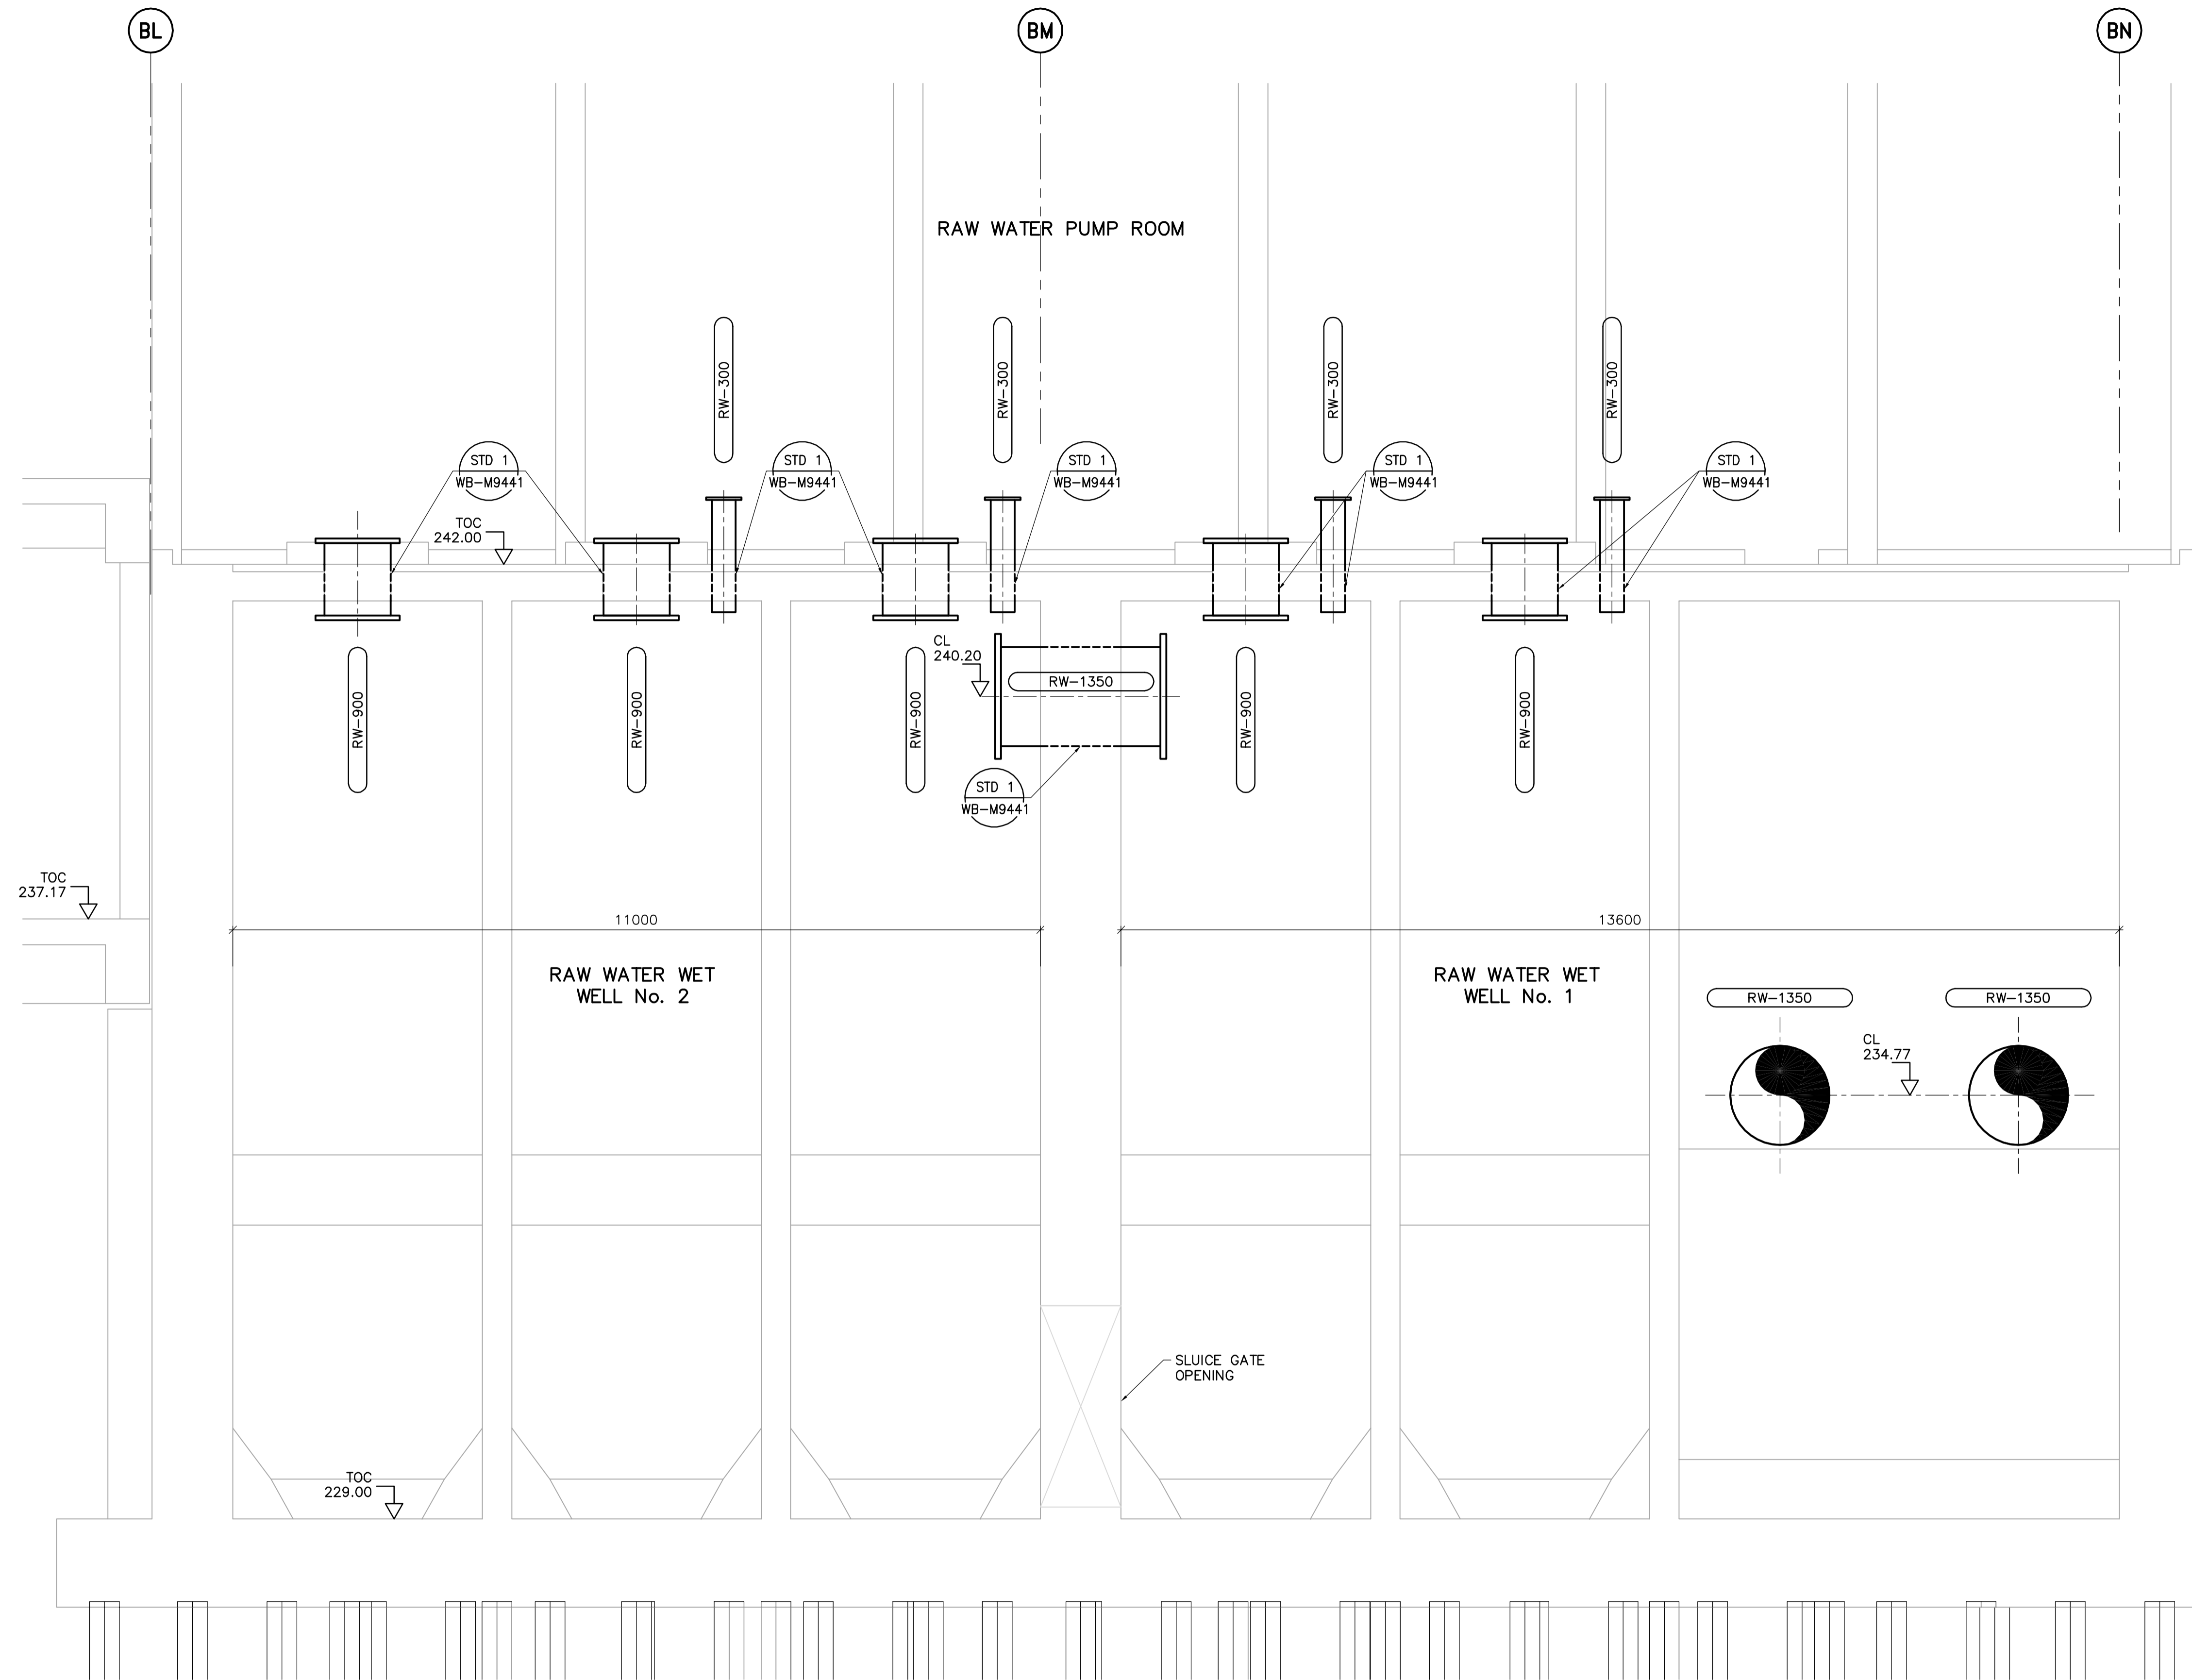 BL
BM
BN
RAW WATER PUMP ROOM
RW-300
RW-300
RW-300
RW-300
STD 1
WB-M9441
STD 1
WB-M9441
STD 1
WB-M9441
STD 1
WB-M9441
STD 1
WB-M9441
TOC
242.00
CL
240.20
RW-1350
RW-900
RW-900
RW-900
RW-900
RW-900
STD 1
WB-M9441
TOC
237.17
11000
13600
RAW WATER WET
WELL No. 2
RAW WATER WET
WELL No. 1
RW-1350
RW-1350
CL
234.77
SLUICE GATE
OPENING
TOC
229.00